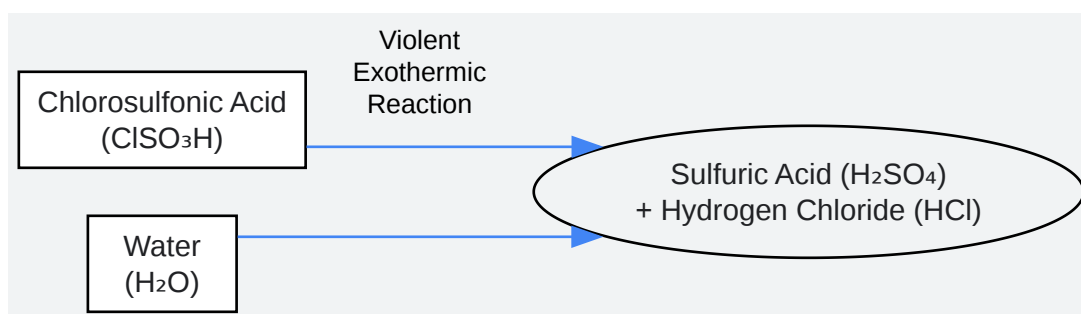 Violent
Exothermic
Reaction
Chlorosulfonic Acid
(ClSO₃H)
Sulfuric Acid (H₂SO₄)
+ Hydrogen Chloride (HCl)
Water
(H₂O)